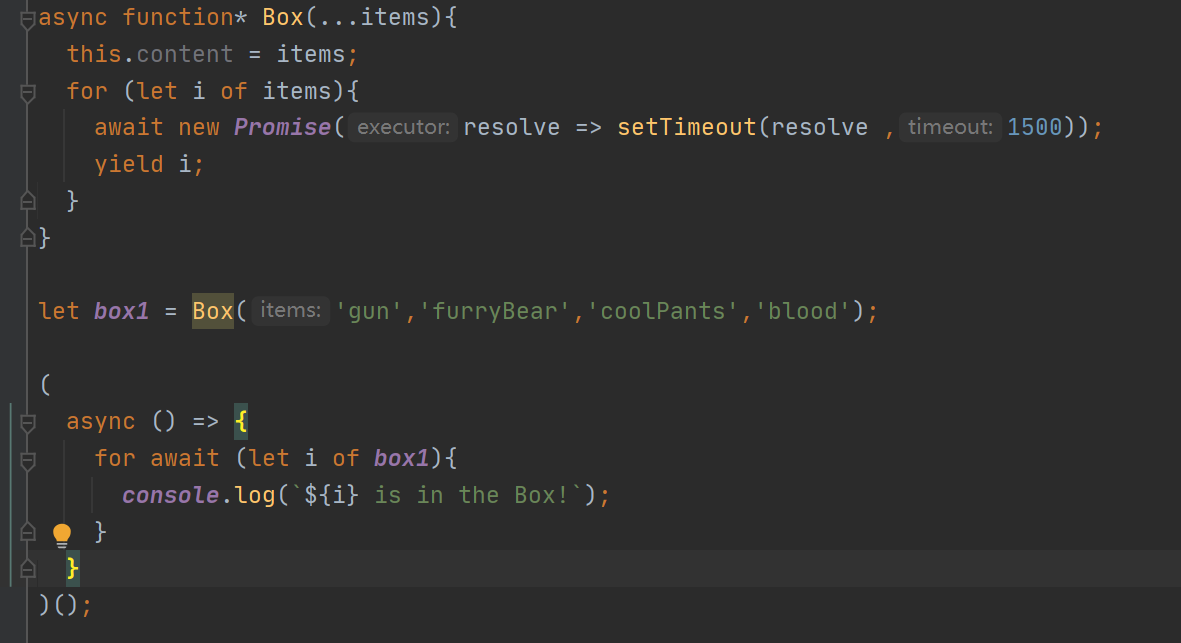 async function* Box(...items){
this.content = items;
for (let i of items){
await new Promise( executor: resolve => setTimeout(resolve , timeout: 1500));
yield i;
}
}
let box1 = Box( items: 'gun','furryBear','coolPants','blood');
(
async () => {
for await (let i of box1){
console.log(`${i} is in the Box!`);
}
}
)();